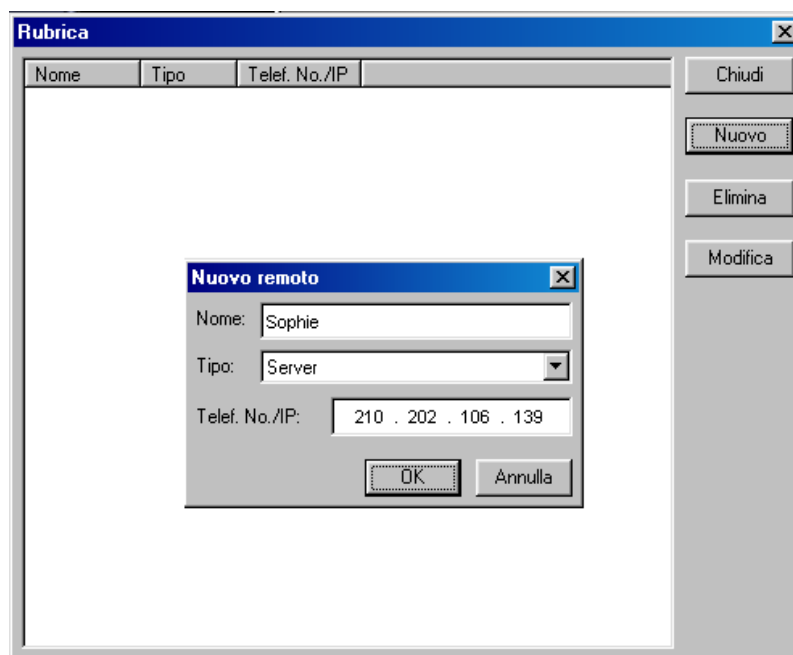 Rubrica
Nome Tipo Telef. No./IP
Chiudi
Nuovo
Elimina
Modifica
Nuovo remoto
Nome: Sophie
Tipo: Server
Telef. No./IP: 210 . 202 . 106 . 139
OK Annulla